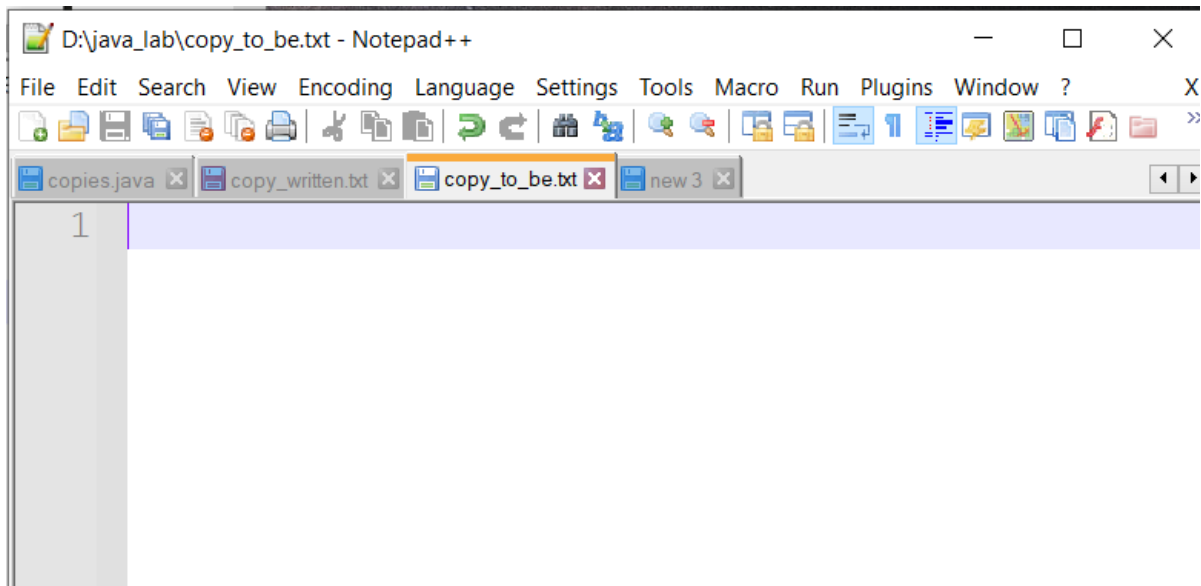 D:\java_lab\copy_to_be.txt - Notepad++
File Edit Search View Encoding Language Settings Tools Macro Run Plugins Window ? X
copies.java copy_written.txt copy_to_be.txt new 3
1